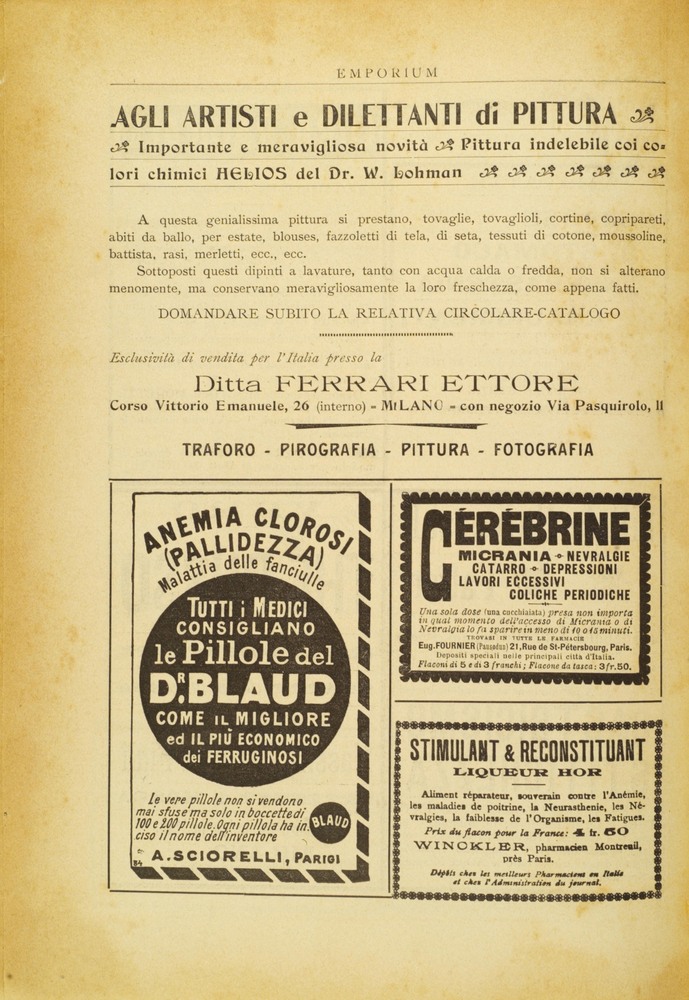 EMPORIUM
AGLI ARTISTI e DILETTANTI di PITTURA
Importante e meravigliosa novità Pittura indelebile coi co-
lori chimici HELIOS del Dr. W. Lohman
A questa genialissima pittura si prestano, tovaglie, tovaglioli, cortine, copripareti,
abiti da ballo, per estate, blouses, fazzoletti di tela, di seta, tessuti di cotone, moussoline,
battista, rasi, merletti, ecc., ecc.
Sottoposti questi dipinti a lavature, tanto con acqua calda o fredda, non si alterano
menomente, ma conservano meravigliosamente la loro freschezza, come appena fatti.
DOMANDARE SUBITO LA RELATIVA CIRCOLARE-CATALOGO
Esclusività di vendita per l'Italia presso la
Ditta FERRARI ETTORE
Corso Vittorio Emanuele, 26 (interno) - MILANO - con negozio Via Pasquirolo, 11
TRAFORO - PIROGRAFIA - PITTURA - FOTOGRAFIA
ANEMIA CLOROSI
(PALLIDEZZA)
Malattia delle fanciulle
TUTTI i MEDICI
CONSIGLIANO
le Pillole del
DR. BLAUD
COME IL MIGLIORE
ed IL PIÙ ECONOMICO
dei FERRUGINOSI
le vere pillole non si vendono
mai sfuse ma solo in boccette di
100 e 200 pillole. Ogni pillola ha in.
ciso il nome dell'inventore
BLAUD
A. SCIORELLI, PARIGI
84
CÉRÉBRINE
MICRANIA - NEVRALGIE
CATARRO - DEPRESSIONI
LAVORI ECCESSIVI
COLICHE PERIODICHE
Una sola dose (una cucchiaiata) presa non importa
in qual momento dell'accesso di Micrania o di
Nevralgia lo fa sparire in meno di 10 o 15 minuti.
TROVASI IN TUTTE LE FARMACIE
Eug. FOURNIER (Pausodun) 21, Rue de St-Pétersbourg, Paris.
Depositi speciali nelle principali città d'Italia.
Flaconi di 5 e di 3 franchi; Flacone da tasca: 3 fr. 50.
STIMULANT & RECONSTITUANT
LIQUEUR HOR
Aliment réparateur, souverain contre l'Anémie,
les maladies de poitrine, la Neurasthenie, les Né-
vralgies, la faiblesse de l'Organisme, les Fatigues.
Prix du flacon pour la France: 4 fr. 50
WINCKLER, pharmacien Montreuil,
près Paris.
Dépôts chez les meilleurs Pharmaciens en Italie
et chez l'Administration du journal.